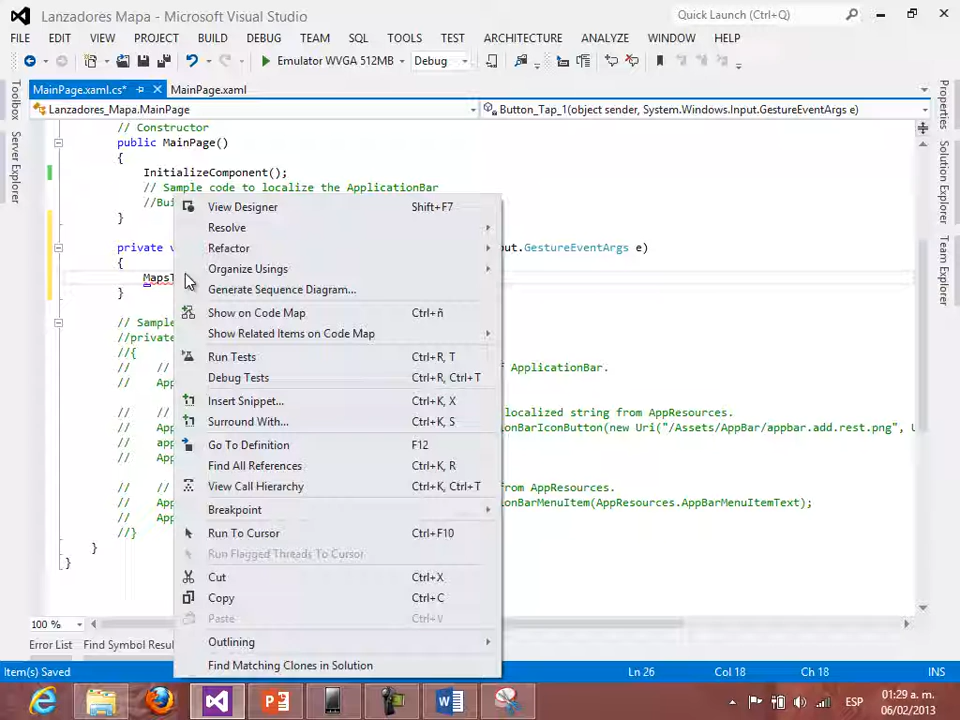 Lanzadores Mapa - Microsoft Visual Studio
Quick Launch (Ctrl+Q)
FILE EDIT VIEW PROJECT BUILD DEBUG TEAM SQL TOOLS TEST ARCHITECTURE ANALYZE WINDOW HELP
Emulator WVGA 512MB Debug
MainPage.xaml.cs* MainPage.xaml
Lanzadores_Mapa.MainPage Button_Tap_1(object sender, System.Windows.Input.GestureEventArgs e)
Toolbox
Server Explorer
Properties
Solution Explorer
Team Explorer
// Constructor
public MainPage()
{
InitializeComponent();
// Sample code to localize the ApplicationBar
}
put.GestureEventArgs e)
{
}
// of ApplicationBar.
// localized string from AppResources.
ionBarIconButton(new Uri("/Assets/AppBar/appbar.add.rest.png", U
from AppResources.
ionBarMenuItem(AppResources.AppBarMenuItemText);
//}
}
}
View Designer Shift+F7
Resolve
Refactor
Organize Usings
Generate Sequence Diagram...
Show on Code Map Ctrl+ñ
Show Related Items on Code Map
Run Tests Ctrl+R, T
Debug Tests Ctrl+R, Ctrl+T
Insert Snippet... Ctrl+K, X
Surround With... Ctrl+K, S
Go To Definition F12
Find All References Ctrl+K, R
View Call Hierarchy Ctrl+K, Ctrl+T
Breakpoint
Run To Cursor Ctrl+F10
Run Flagged Threads To Cursor
Cut Ctrl+X
Copy Ctrl+C
Paste Ctrl+V
Outlining
Find Matching Clones in Solution
100 %
Error List Find Symbol Resu
Item(s) Saved Ln 26 Col 18 Ch 18 INS
ESP 01:29 a. m.
06/02/2013